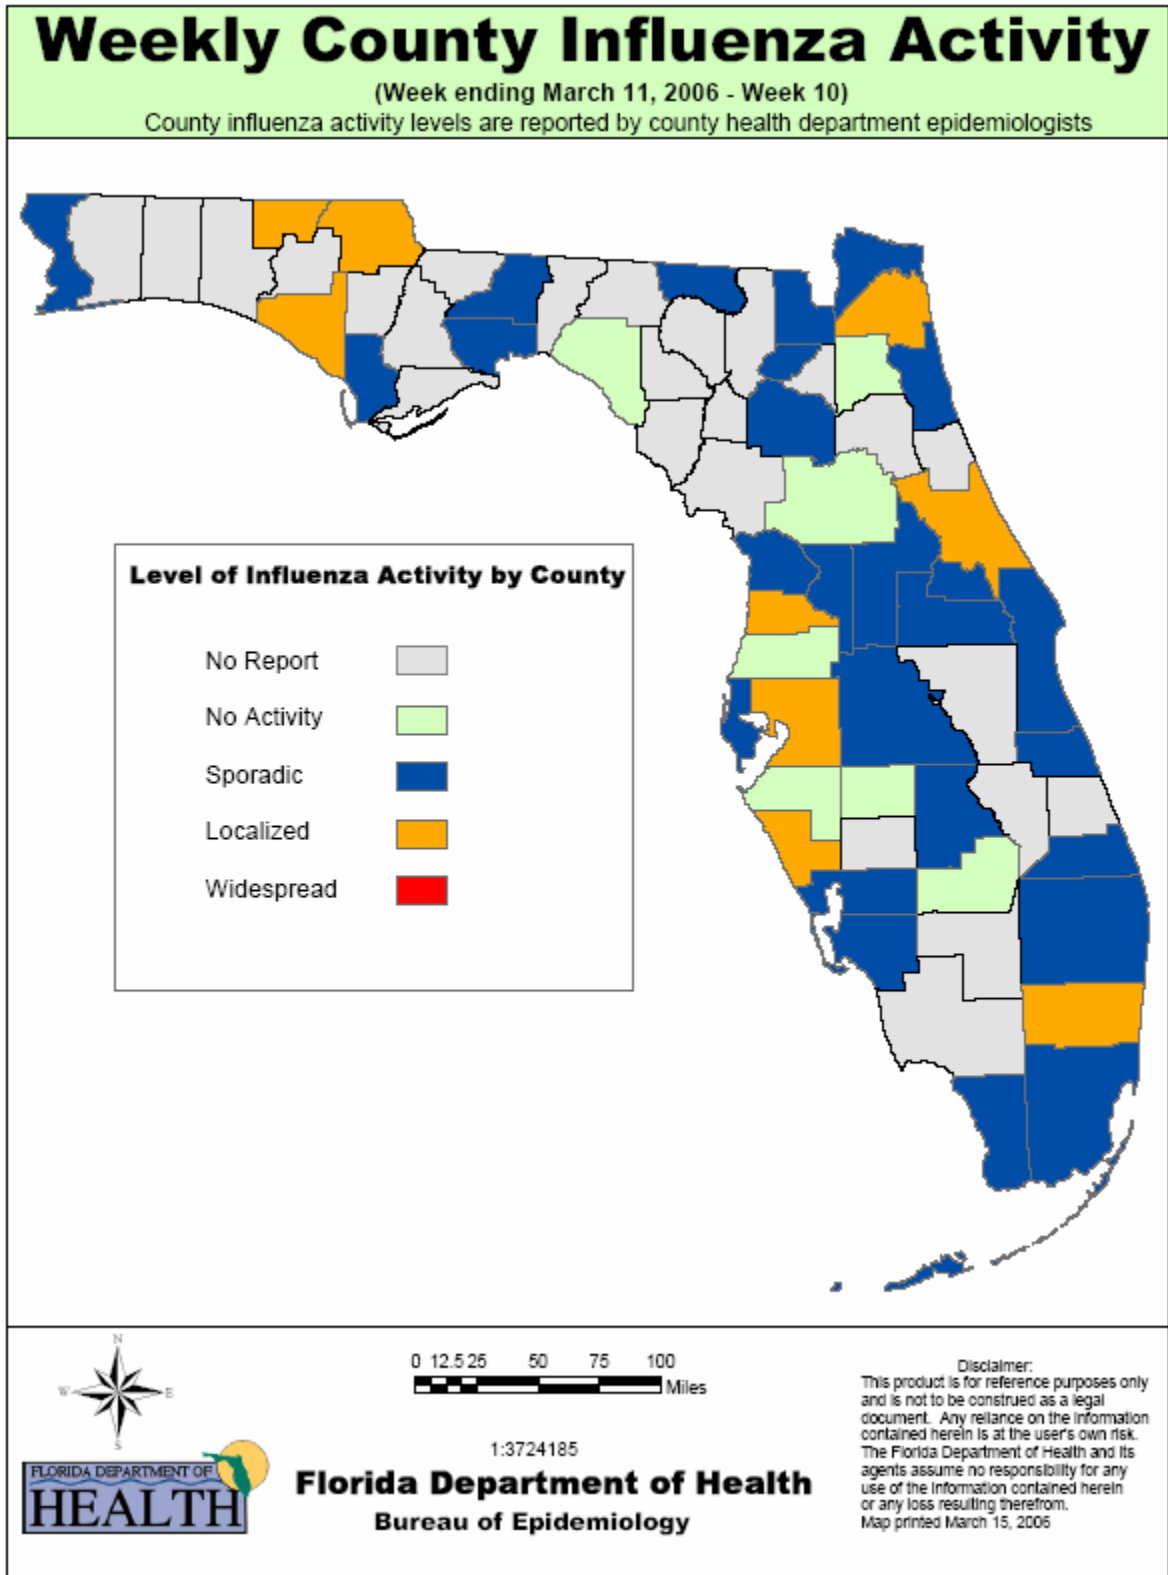 Weekly County Influenza Activity
(Week ending March 11, 2006 - Week 10)
County influenza activity levels are reported by county health department epidemiologists
Level of Influenza Activity by County
No Report
No Activity
Sporadic
Localized
Widespread
N
W E
S
0 12.5 25 50 75 100
Miles
1:3724185
FLORIDA DEPARTMENT OF
HEALTH
Florida Department of Health
Bureau of Epidemiology
Disclaimer:
This product is for reference purposes only
and is not to be construed as a legal
document. Any reliance on the information
contained herein is at the user's own risk.
The Florida Department of Health and its
agents assume no responsibility for any
use of the information contained herein
or any loss resulting therefrom.
Map printed March 15, 2006